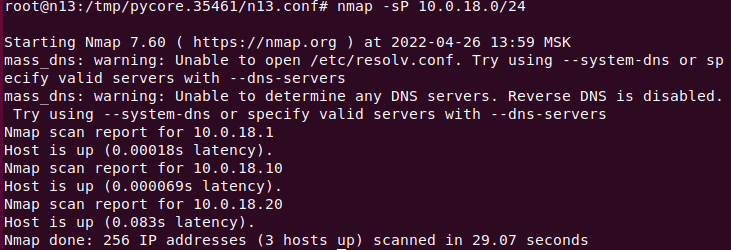 root@n13:/tmp/pycore.35461/n13.conf# nmap -sP 10.0.18.0/24
Starting Nmap 7.60 ( https://nmap.org ) at 2022-04-26 13:59 MSK
mass_dns: warning: Unable to open /etc/resolv.conf. Try using --system-dns or sp
ecify valid servers with --dns-servers
mass_dns: warning: Unable to determine any DNS servers. Reverse DNS is disabled.
 Try using --system-dns or specify valid servers with --dns-servers
Nmap scan report for 10.0.18.1
Host is up (0.00018s latency).
Nmap scan report for 10.0.18.10
Host is up (0.000069s latency).
Nmap scan report for 10.0.18.20
Host is up (0.083s latency).
Nmap done: 256 IP addresses (3 hosts up) scanned in 29.07 seconds